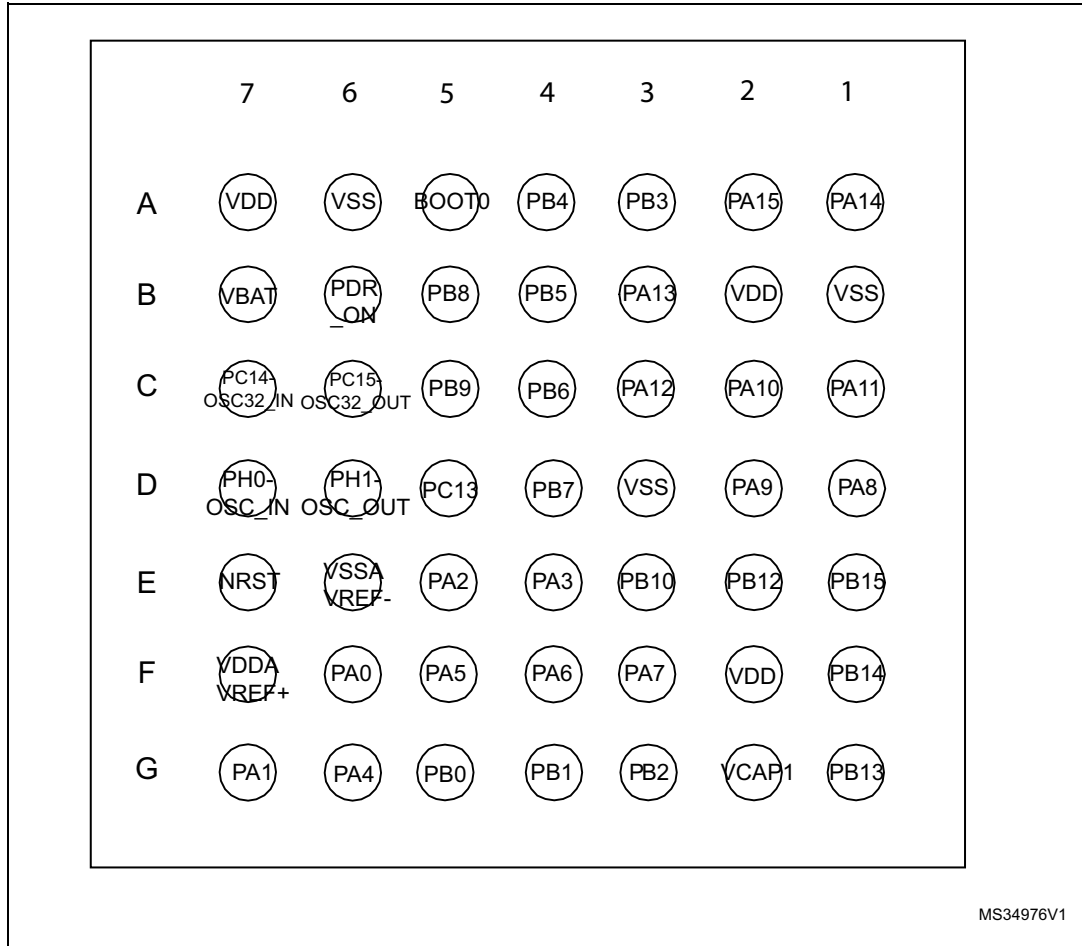 7 6 5 4 3 2 1
A VDD VSS BOOT0 PB4 PB3 PA15 PA14
B VBAT PDR _ON PB8 PB5 PA13 VDD VSS
C PC14- OSC32_IN PC15- OSC32_OUT PB9 PB6 PA12 PA10 PA11
D PH0- OSC_IN PH1- OSC_OUT PC13 PB7 VSS PA9 PA8
E NRST VSSA VREF- PA2 PA3 PB10 PB12 PB15
F VDDA VREF+ PA0 PA5 PA6 PA7 VDD PB14
G PA1 PA4 PB0 PB1 PB2 VCAP1 PB13
MS34976V1